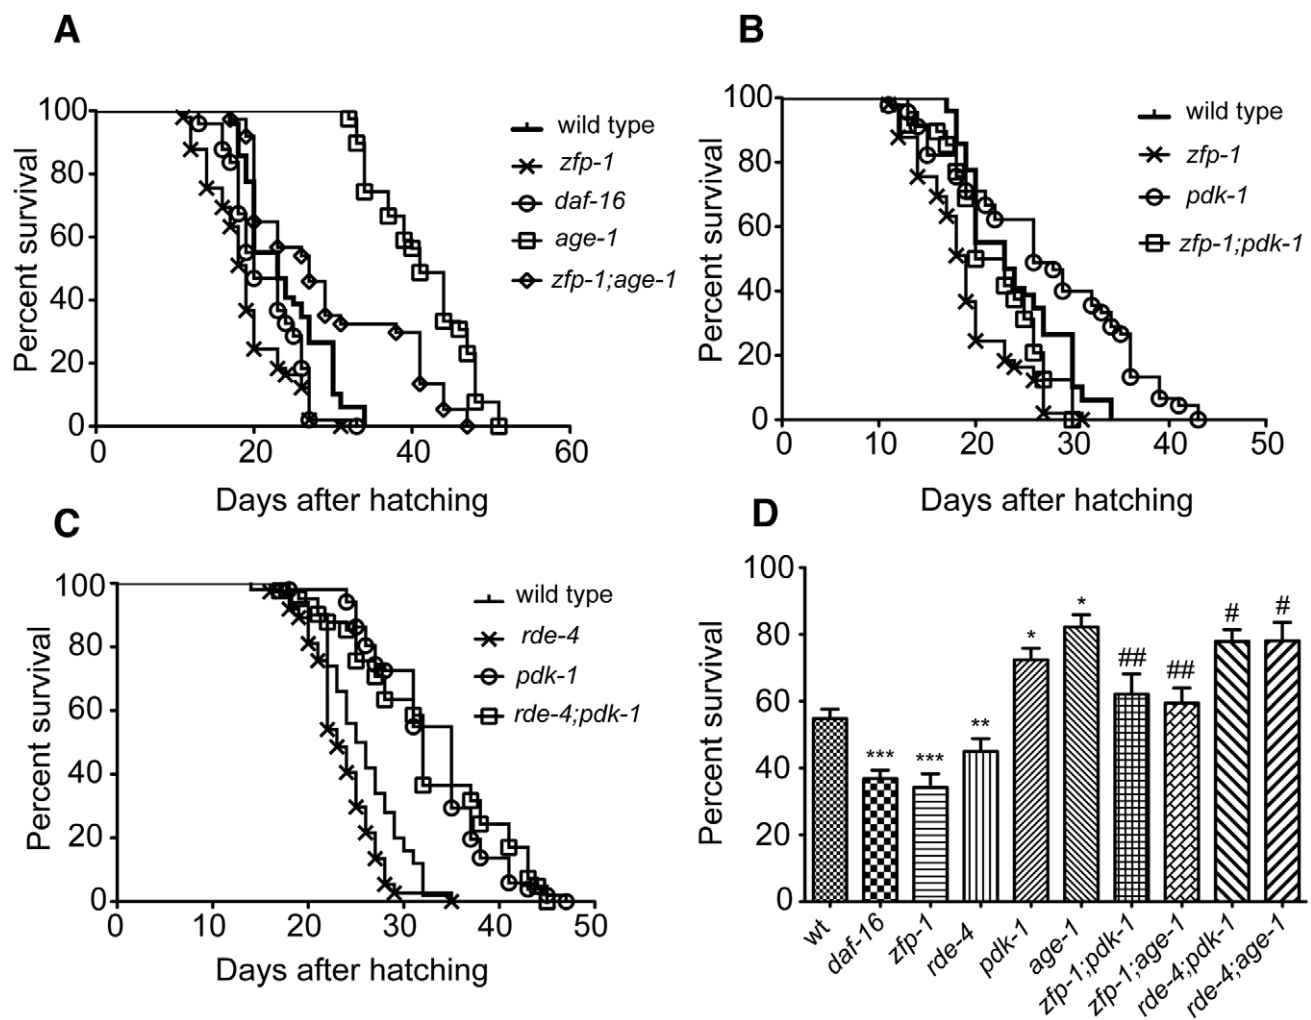 A
Percent survival
100
80
60
40
20
0
0 20 40 60
Days after hatching
wild type
zfp-1
daf-16
age-1
zfp-1;age-1
B
Percent survival
100
80
60
40
20
0
0 10 20 30 40 50
Days after hatching
wild type
zfp-1
pdk-1
zfp-1;pdk-1
C
Percent survival
100
80
60
40
20
0
0 10 20 30 40 50
Days after hatching
wild type
rde-4
pdk-1
rde-4;pdk-1
D
Percent survival
100
80
60
40
20
0
*** *** ** * * ## ## # #
wt
daf-16
zfp-1
rde-4
pdk-1
age-1
zfp-1;pdk-1
zfp-1;age-1
rde-4;pdk-1
rde-4;age-1